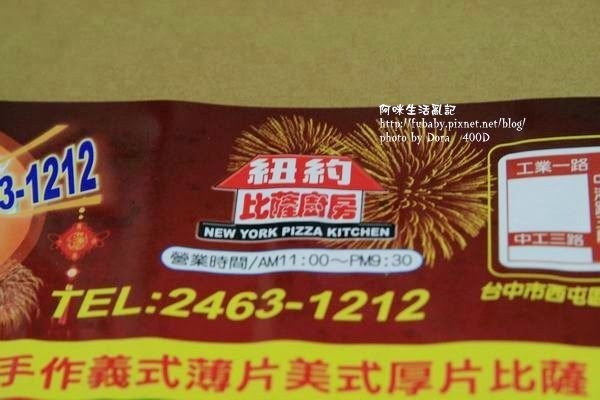 阿咪生活亂記
http://fubaby.pixnet.net/blog/
photo by Dora /400D
3-1212
紐約
比薩廚房
NEW YORK PIZZA KITCHEN
營業時間/AM11:00～PM9:30
TEL:2463-1212
工業一路
中工三路
台中市西屯區
手作義式薄片美式厚片比薩